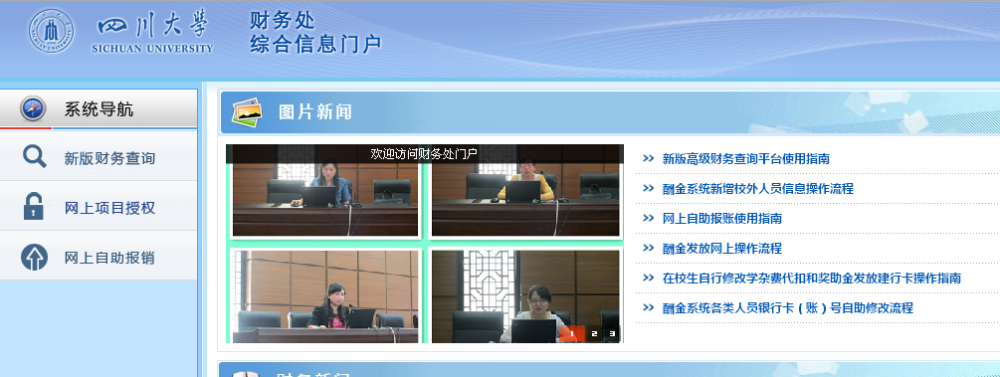 四川大學
SICHUAN UNIVERSITY
财务处
综合信息门户
系统导航
新版财务查询
网上项目授权
网上自助报销
图片新闻
欢迎访问财务处门户
1 2 3
新版高级财务查询平台使用指南
酬金系统新增校外人员信息操作流程
网上自助报账使用指南
酬金发放网上操作流程
在校生自行修改学杂费代扣和奖助金发放建行卡操作指南
酬金系统各类人员银行卡（账）号自助修改流程
财务新闻